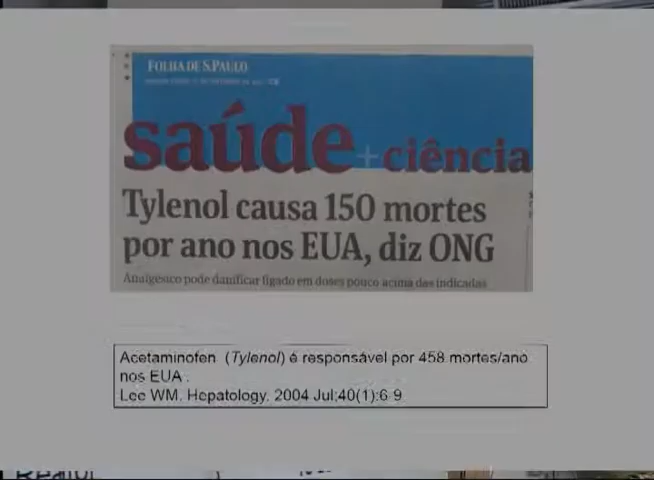 FOLHA DE S.PAULO
saúde+ciência
Tylenol causa 150 mortes
por ano nos EUA, diz ONG
Analgésico pode danificar fígado em doses pouco acima das indicadas
Acetaminofen (Tylenol) é responsável por 458 mortes/ano
nos EUA.
Lee WM. Hepatology. 2004 Jul;40(1):6-9